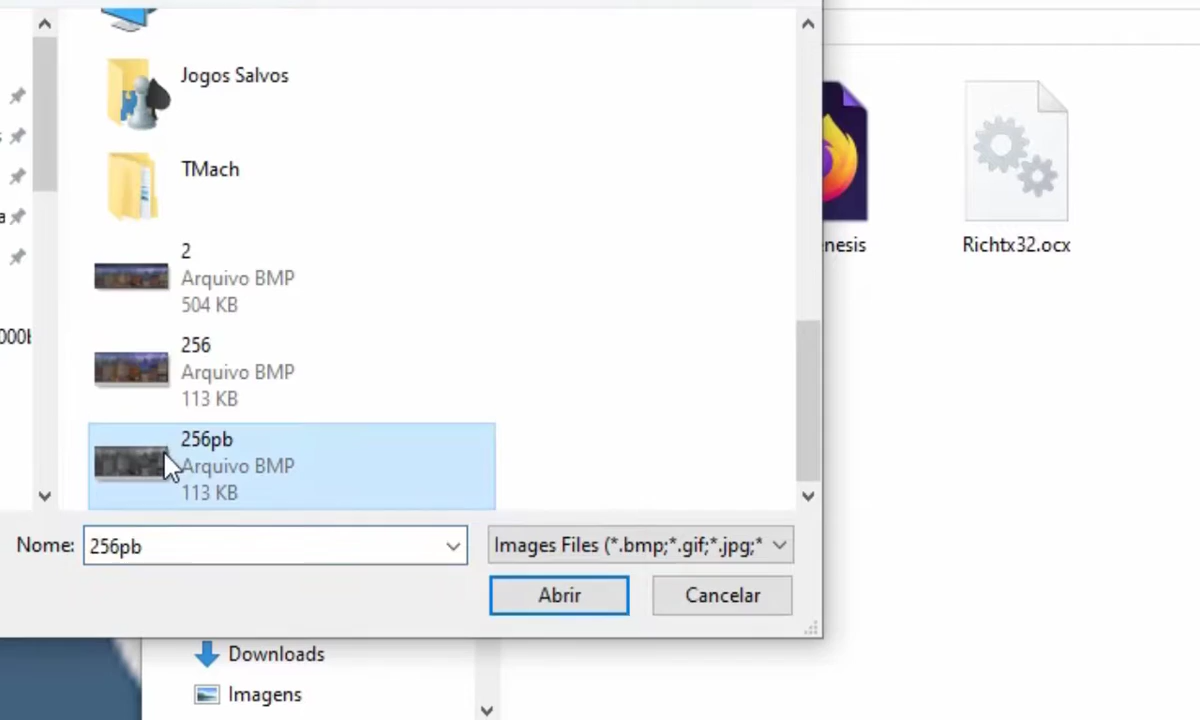 Jogos Salvos
TMach
2
Arquivo BMP
504 KB
256
Arquivo BMP
113 KB
256pb
Arquivo BMP
113 KB
Nome: 256pb
Images Files (*.bmp;*.gif;*.jpg;*
Abrir
Cancelar
nesis
Richtx32.ocx
Downloads
Imagens